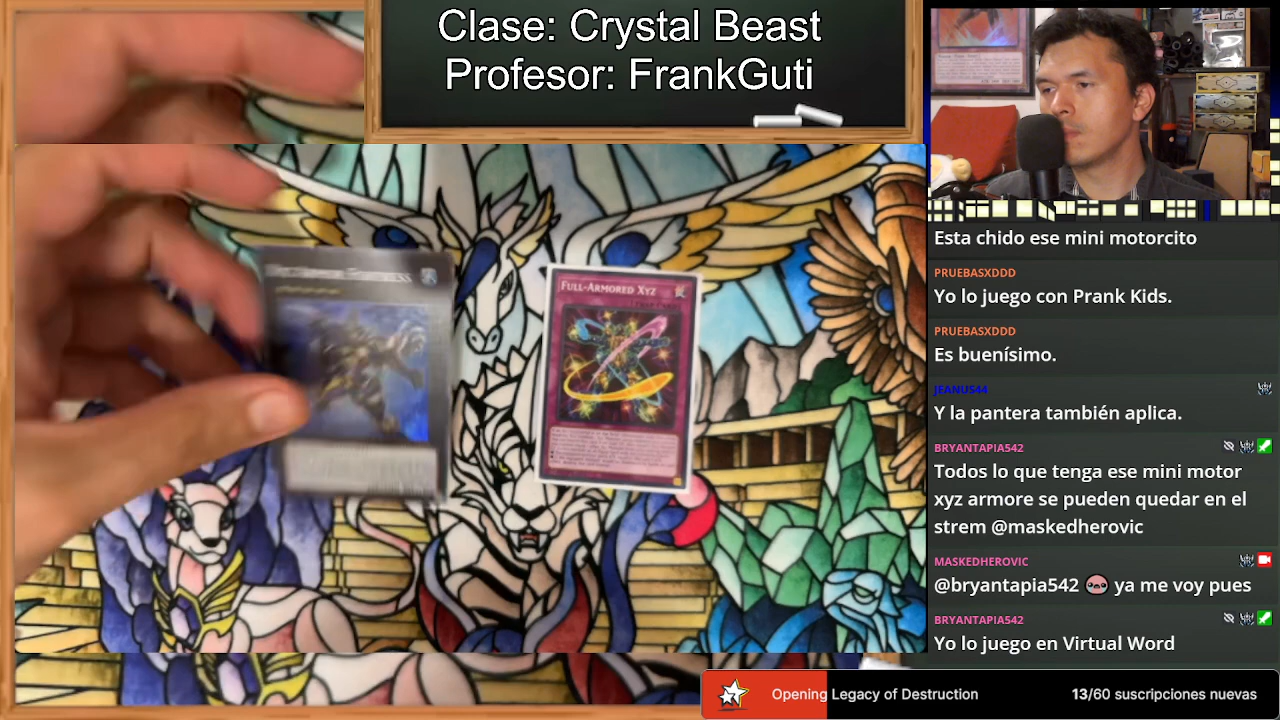 Clase: Crystal Beast
Profesor: FrankGuti
FULL-ARMORED XYZ
Esta chido ese mini motorcito
PRUEBASXDDD
Yo lo juego con Prank Kids.
PRUEBASXDDD
Es buenísimo.
JEANUS44
Y la pantera también aplica.
BRYANTAPIA542
Todos lo que tenga ese mini motor
xyz armore se pueden quedar en el
strem @maskedherovic
MASKEDHEROVIC
@bryantapia542 ya me voy pues
BRYANTAPIA542
Yo lo juego en Virtual Word
Opening Legacy of Destruction
13/60 suscripciones nuevas